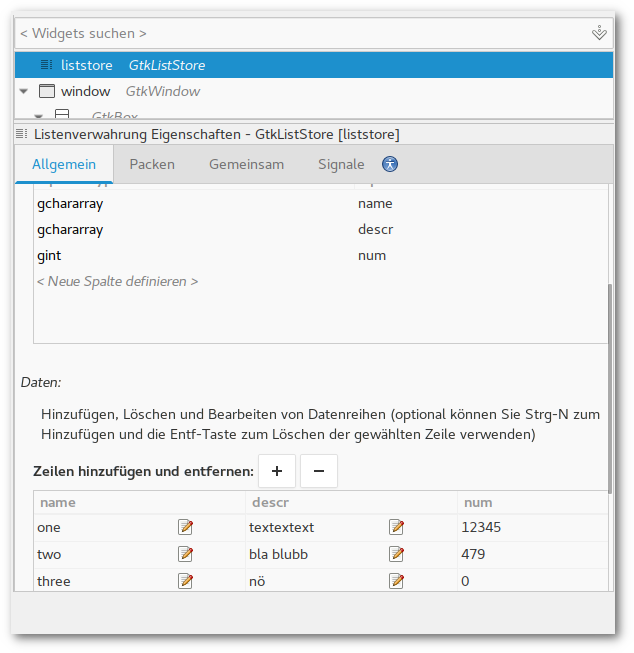 < Widgets suchen >
liststore GtkListStore
window GtkWindow
GtkBox
Listenverwahrung Eigenschaften - GtkListStore [liststore]
Allgemein Packen Gemeinsam Signale
gchararray name
gchararray descr
gint num
< Neue Spalte definieren >
Daten:
Hinzufügen, Löschen und Bearbeiten von Datenreihen (optional können Sie Strg-N zum
Hinzufügen und die Entf-Taste zum Löschen der gewählten Zeile verwenden)
Zeilen hinzufügen und entfernen: + −
name descr num
one textextext 12345
two bla blubb 479
three nö 0